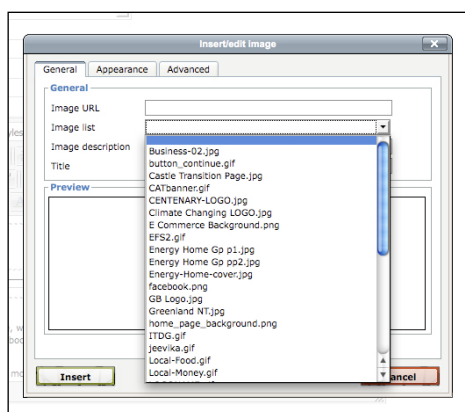 Insert/edit image
General Appearance Advanced
General
Image URL
Image list
Image description
Title
Preview
Business-02.jpg
button_continue.gif
Castle Transition Page.jpg
CATbanner.gif
CENTENARY-LOGO.jpg
Climate Changing LOGO.jpg
E Commerce Background.png
EFS2.gif
Energy Home Gp p1.jpg
Energy Home Gp pp2.jpg
Energy-Home-cover.jpg
facebook.png
GB Logo.jpg
Greenland NT.jpg
home_page_background.png
ITDG.gif
jeevika.gif
Local-Food.gif
Local-Money.gif
Insert
ancel